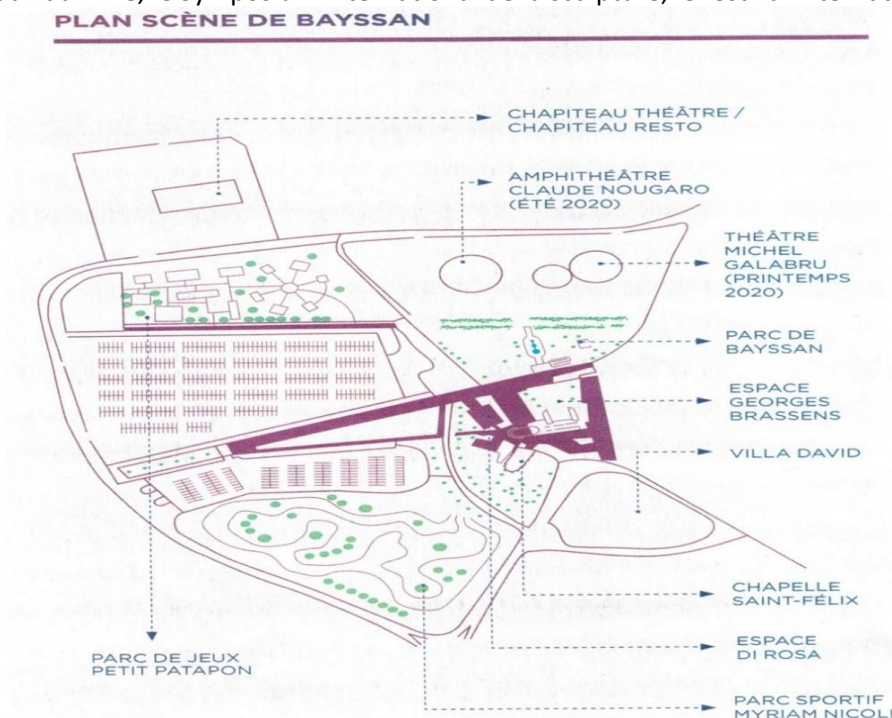 PLAN SCÈNE DE BAYSSAN
CHAPITEAU THÉÂTRE /
CHAPITEAU RESTO
AMPHITHÉÂTRE
CLAUDE NOUGARO
(ÉTÉ 2020)
THÉÂTRE
MICHEL
GALABRU
(PRINTEMPS
2020)
PARC DE
BAYSSAN
ESPACE
GEORGES
BRASSENS
VILLA DAVID
CHAPELLE
SAINT-FÉLIX
ESPACE
DI ROSA
PARC DE JEUX
PETIT PATAPON
PARC SPORTIF
MYRIAM